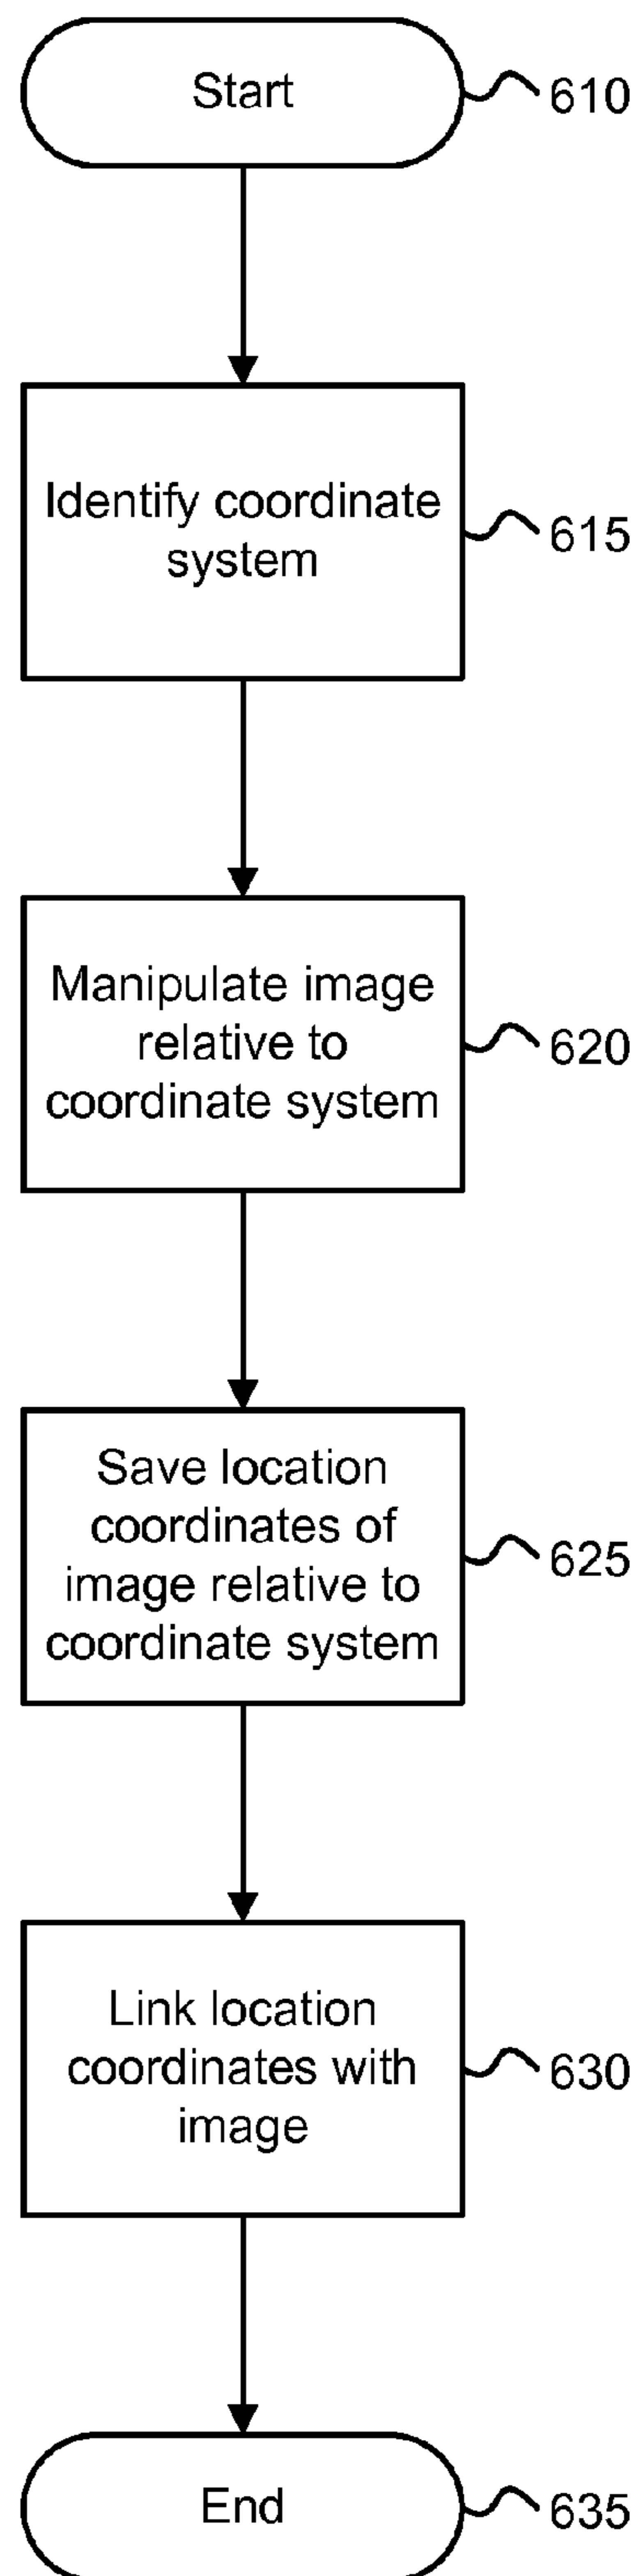 Start
610
Identify coordinate
system
615
Manipulate image
relative to
coordinate system
620
Save location
coordinates of
image relative to
coordinate system
625
Link location
coordinates with
image
630
End
635